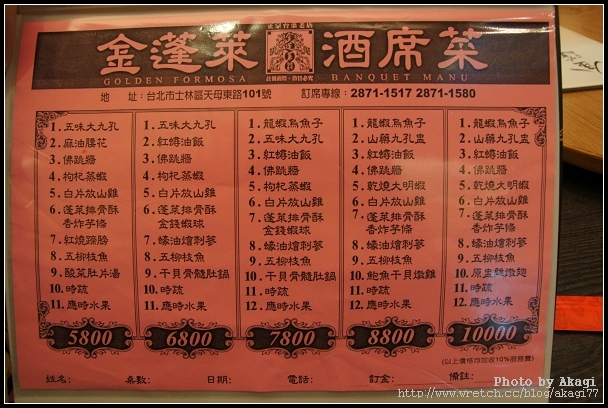 金蓬萊 酒席菜
GOLDEN FORMOSA BANQUET MANU
地 址：台北市士林區天母東路101號 訂席專線：2871-1517 2871-1580
1. 五味大九孔
2. 麻油腰花
3. 佛跳牆
4. 枸杞蒸蝦
5. 白片放山雞
6. 蓬萊排骨酥
香炸芋條
7. 紅燒蹄膀
8. 五柳枝魚
9. 酸菜肚片湯
10. 時蔬
11. 應時水果
5800
1. 五味大九孔
2. 紅蟳油飯
3. 佛跳牆
4. 枸杞蒸蝦
5. 白片放山雞
6. 蓬萊排骨酥
金錢蝦球
7. 蠔油燴刺蔘
8. 五柳枝魚
9. 干貝骨髓肚鍋
10. 時蔬
11. 應時水果
6800
1. 龍蝦烏魚子
2. 五味大九孔
3. 紅蟳油飯
4. 佛跳牆
5. 枸杞蒸蝦
6. 白片放山雞
7. 蓬萊排骨酥
金錢蝦球
8. 蠔油燴刺蔘
9. 五柳枝魚
10. 干貝骨髓肚鍋
11. 時蔬
12. 應時水果
7800
1. 龍蝦烏魚子
2. 山藥九孔盅
3. 紅蟳油飯
4. 佛跳牆
5. 乾燒大明蝦
6. 白片放山雞
7. 蓬萊排骨酥
香炸芋條
8. 蠔油燴刺蔘
9. 五柳枝魚
10. 鮑魚干貝燉雞
11. 時蔬
12. 應時水果
8800
1. 龍蝦烏魚子
2. 山藥九孔盅
3. 紅蟳油飯
4. 佛跳牆
5. 乾燒大明蝦
6. 白片放山雞
7. 蓬萊排骨酥
香炸芋條
8. 蠔油燴刺蔘
9. 五柳枝魚
10. 原盅雞燉翅
11. 時蔬
12. 應時水果
10000
(以上價格均加收10%服務費)
姓名： 桌數： 日期： 電話： 訂金： 備註：
Photo by Akagi
http://www.wretch.cc/blog/akagi77